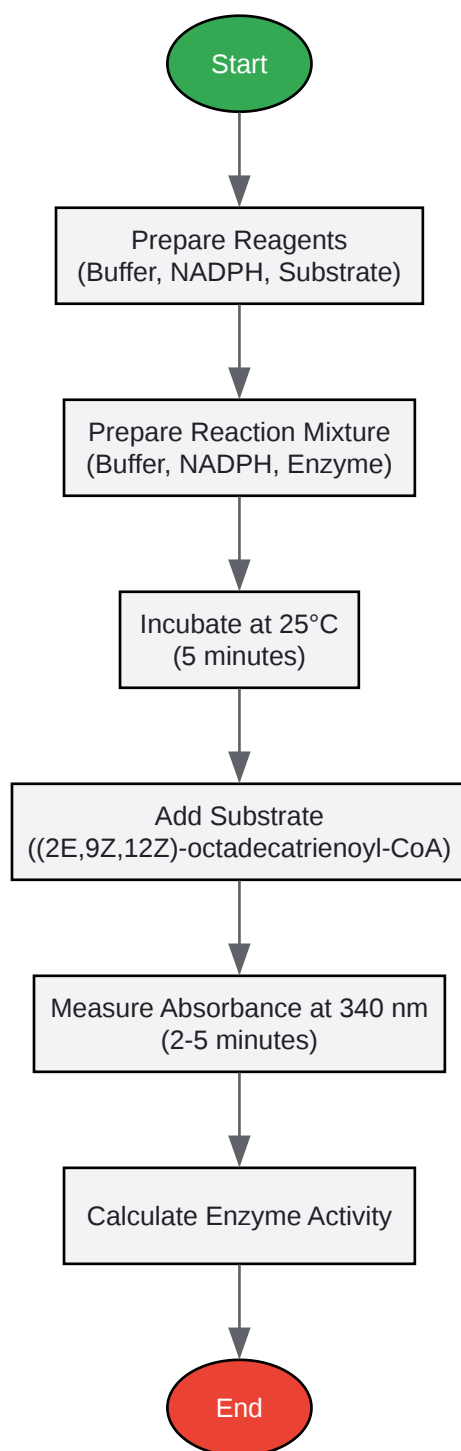 Start
Prepare Reagents
(Buffer, NADPH, Substrate)
Prepare Reaction Mixture
(Buffer, NADPH, Enzyme)
Incubate at 25°C
(5 minutes)
Add Substrate
((2E,9Z,12Z)-octadecatrienoyl-CoA)
Measure Absorbance at 340 nm
(2-5 minutes)
Calculate Enzyme Activity
End